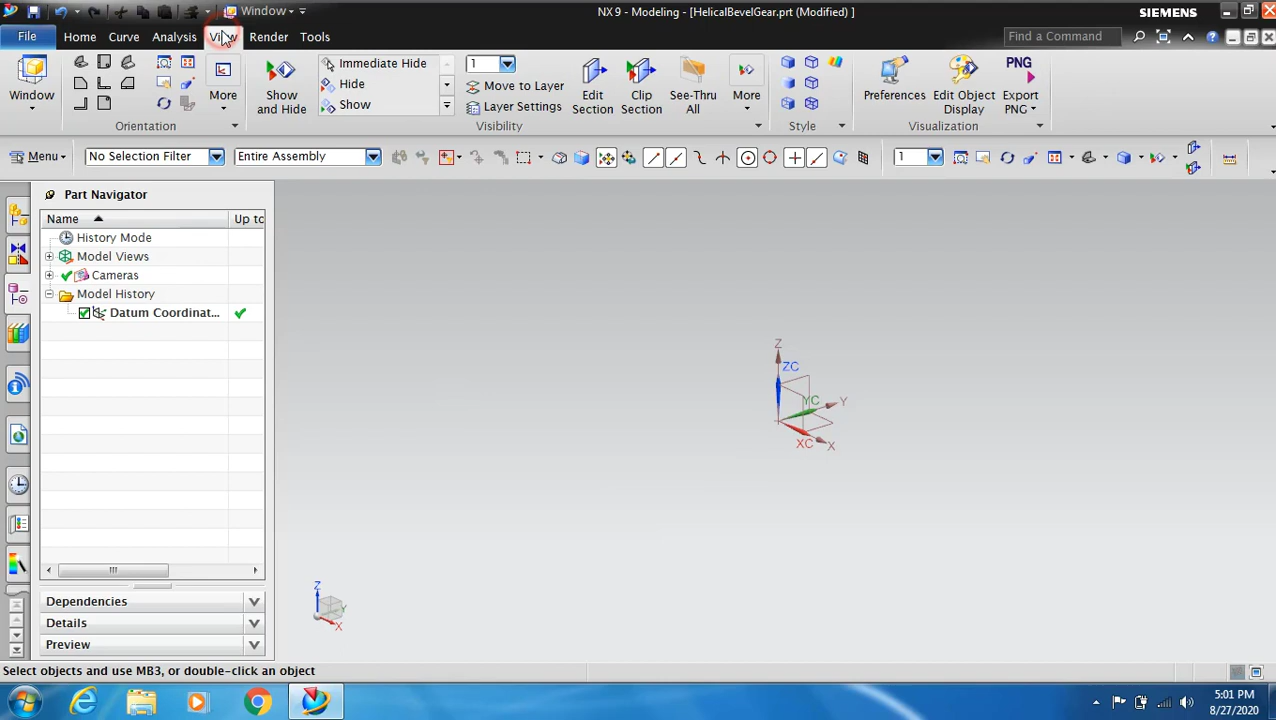 Window
NX 9 - Modeling - [HelicalBevelGear.prt (Modified) ]
SIEMENS
File
Home
Curve
Analysis
View
Render
Tools
Find a Command
Window
More
Orientation
Show and Hide
Immediate Hide
Hide
Show
1
Move to Layer
Layer Settings
Edit Section
Clip Section
See-Thru All
More
Visibility
Style
Preferences
Edit Object Display
PNG
Export PNG
Visualization
Menu
No Selection Filter
Entire Assembly
1
Part Navigator
Name
Up to
History Mode
Model Views
Cameras
Model History
Datum Coordinat...
Dependencies
Details
Preview
Z
ZC
YC
Y
XC
X
Z
Y
X
Select objects and use MB3, or double-click an object
5:01 PM
8/27/2020